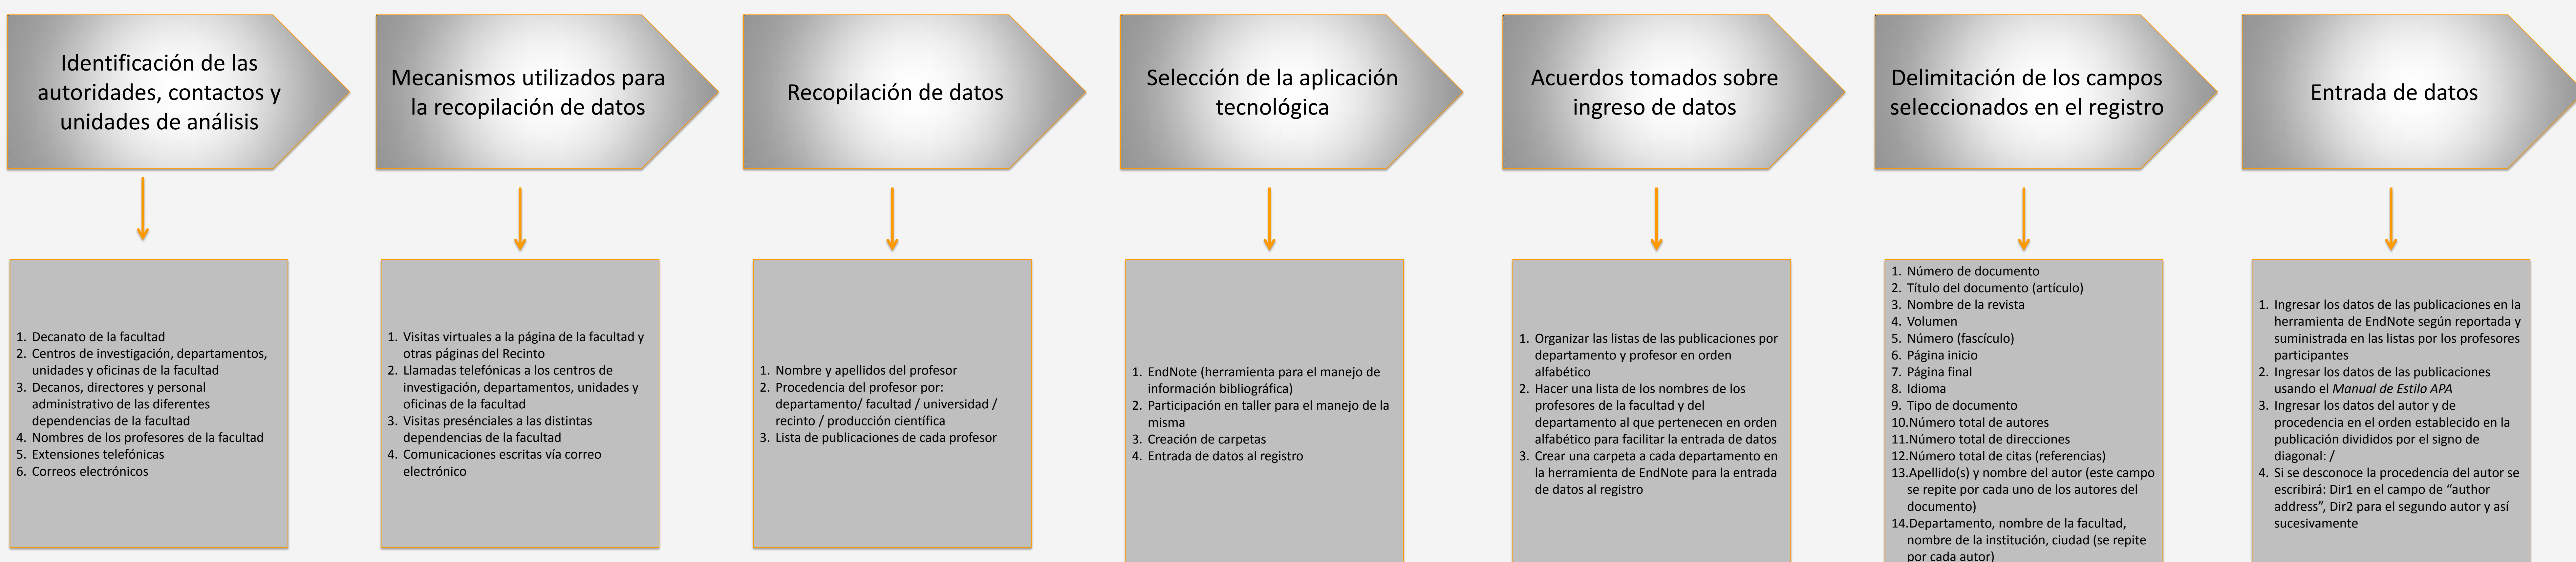 Identificación de las
autoridades, contactos y
unidades de análisis
Mecanismos utilizados para
la recopilación de datos
Recopilación de datos
Selección de la aplicación
tecnológica
Acuerdos tomados sobre
ingreso de datos
Delimitación de los campos
seleccionados en el registro
Entrada de datos
1. Decanato de la facultad
2. Centros de investigación, departamentos,
unidades y oficinas de la facultad
3. Decanos, directores y personal
administrativo de las diferentes
dependencias de la facultad
4. Nombres de los profesores de la facultad
5. Extensiones telefónicas
6. Correos electrónicos
1. Visitas virtuales a la página de la facultad y
otras páginas del Recinto
2. Llamadas telefónicas a los centros de
investigación, departamentos, unidades y
oficinas de la facultad
3. Visitas presénciales a las distintas
dependencias de la facultad
4. Comunicaciones escritas vía correo
electrónico
1. Nombre y apellidos del profesor
2. Procedencia del profesor por:
departamento/ facultad / universidad /
recinto / producción científica
3. Lista de publicaciones de cada profesor
1. EndNote (herramienta para el manejo de
información bibliográfica)
2. Participación en taller para el manejo de la
misma
3. Creación de carpetas
4. Entrada de datos al registro
1. Organizar las listas de las publicaciones por
departamento y profesor en orden
alfabético
2. Hacer una lista de los nombres de los
profesores de la facultad y del
departamento al que pertenecen en orden
alfabético para facilitar la entrada de datos
3. Crear una carpeta a cada departamento en
la herramienta de EndNote para la entrada
de datos al registro
1. Número de documento
2. Título del documento (artículo)
3. Nombre de la revista
4. Volumen
5. Número (fascículo)
6. Página inicio
7. Página final
8. Idioma
9. Tipo de documento
10.Número total de autores
11.Número total de direcciones
12.Número total de citas (referencias)
13.Apellido(s) y nombre del autor (este campo
se repite por cada uno de los autores del
documento)
14.Departamento, nombre de la facultad,
nombre de la institución, ciudad (se repite
por cada autor)
1. Ingresar los datos de las publicaciones en la
herramienta de EndNote según reportada y
suministrada en las listas por los profesores
participantes
2. Ingresar los datos de las publicaciones
usando el Manual de Estilo APA
3. Ingresar los datos del autor y de
procedencia en el orden establecido en la
publicación divididos por el signo de
diagonal: /
4. Si se desconoce la procedencia del autor se
escribirá: Dir1 en el campo de “author
address”, Dir2 para el segundo autor y así
sucesivamente